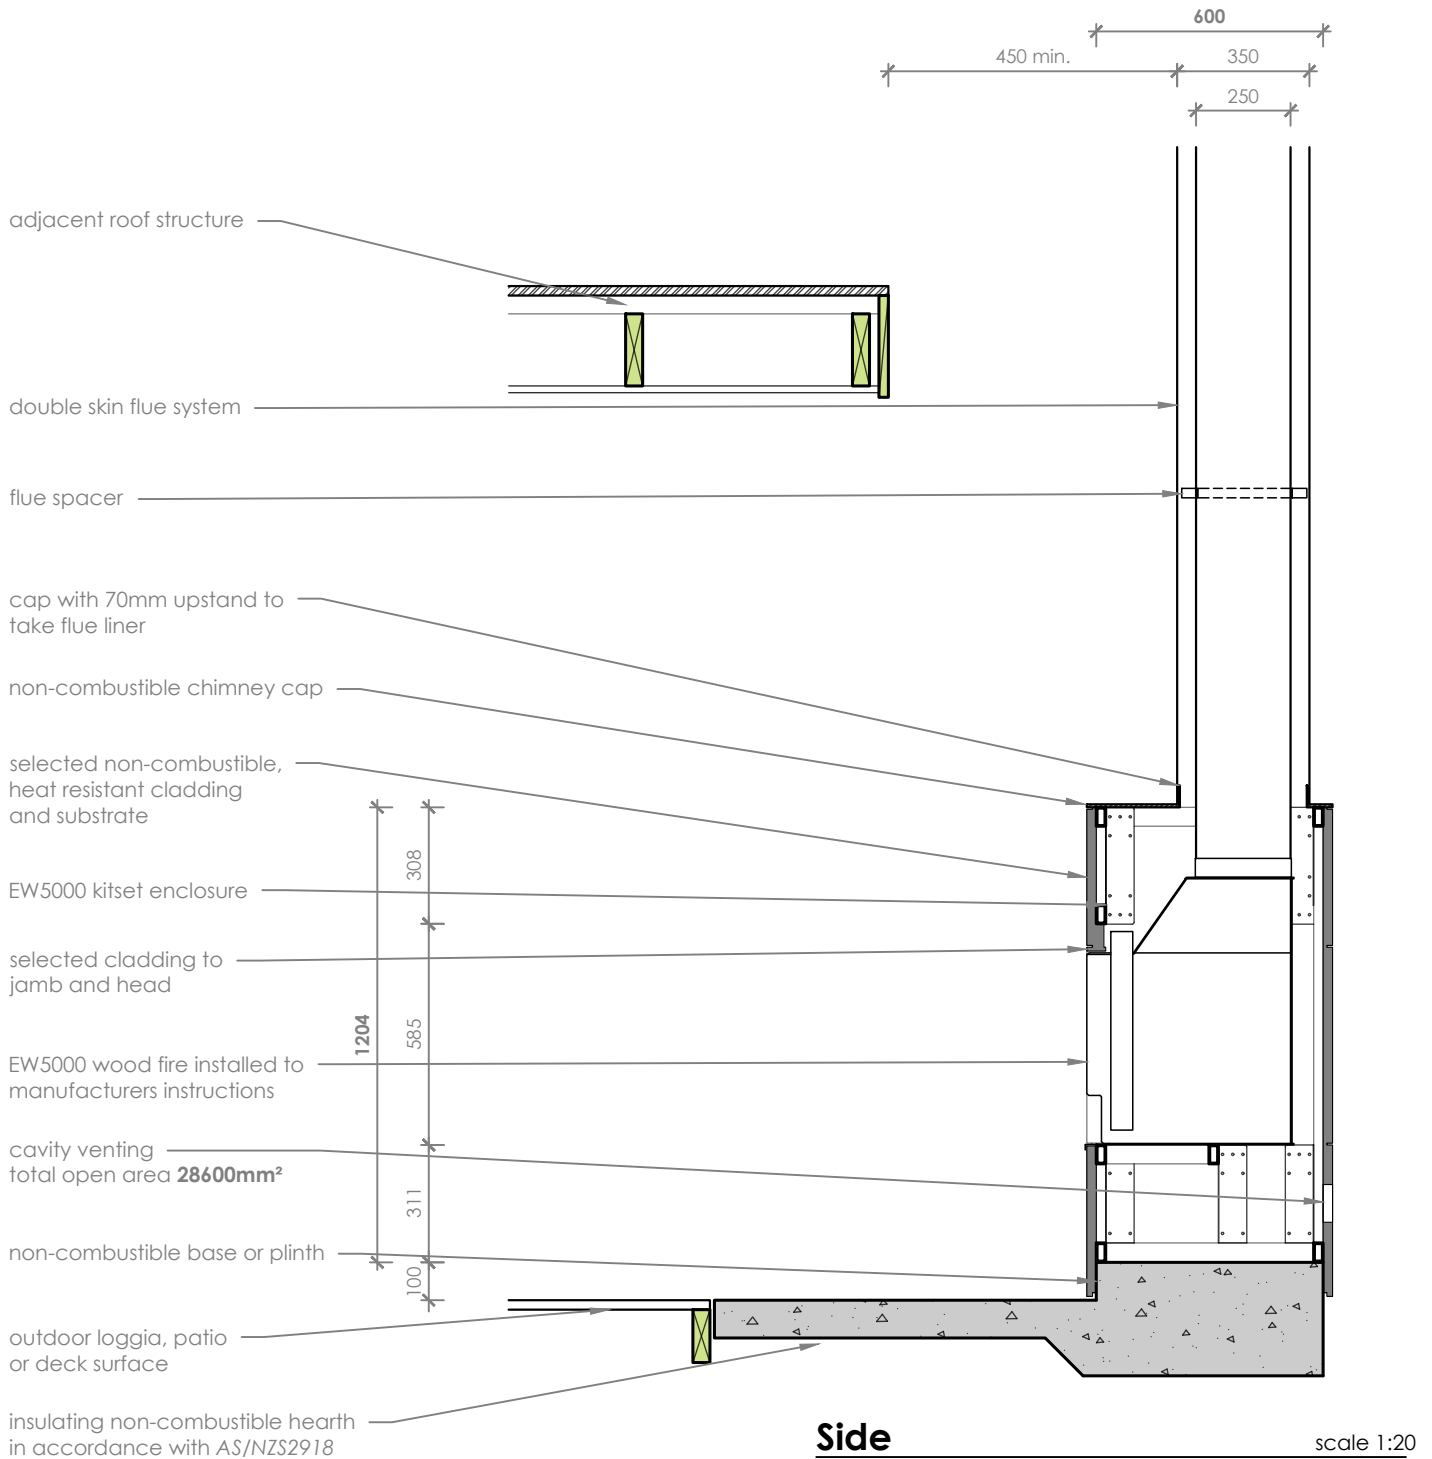 600
450 min.
350
250
adjacent roof structure
double skin flue system
flue spacer
cap with 70mm upstand to
take flue liner
non-combustible chimney cap
selected non-combustible,
heat resistant cladding
and substrate
308
EW5000 kitset enclosure
selected cladding to
jamb and head
1204
585
EW5000 wood fire installed to
manufacturers instructions
cavity venting
total open area 28600mm²
311
non-combustible base or plinth
100
outdoor loggia, patio
or deck surface
insulating non-combustible hearth
in accordance with AS/NZS2918
Side
scale 1:20